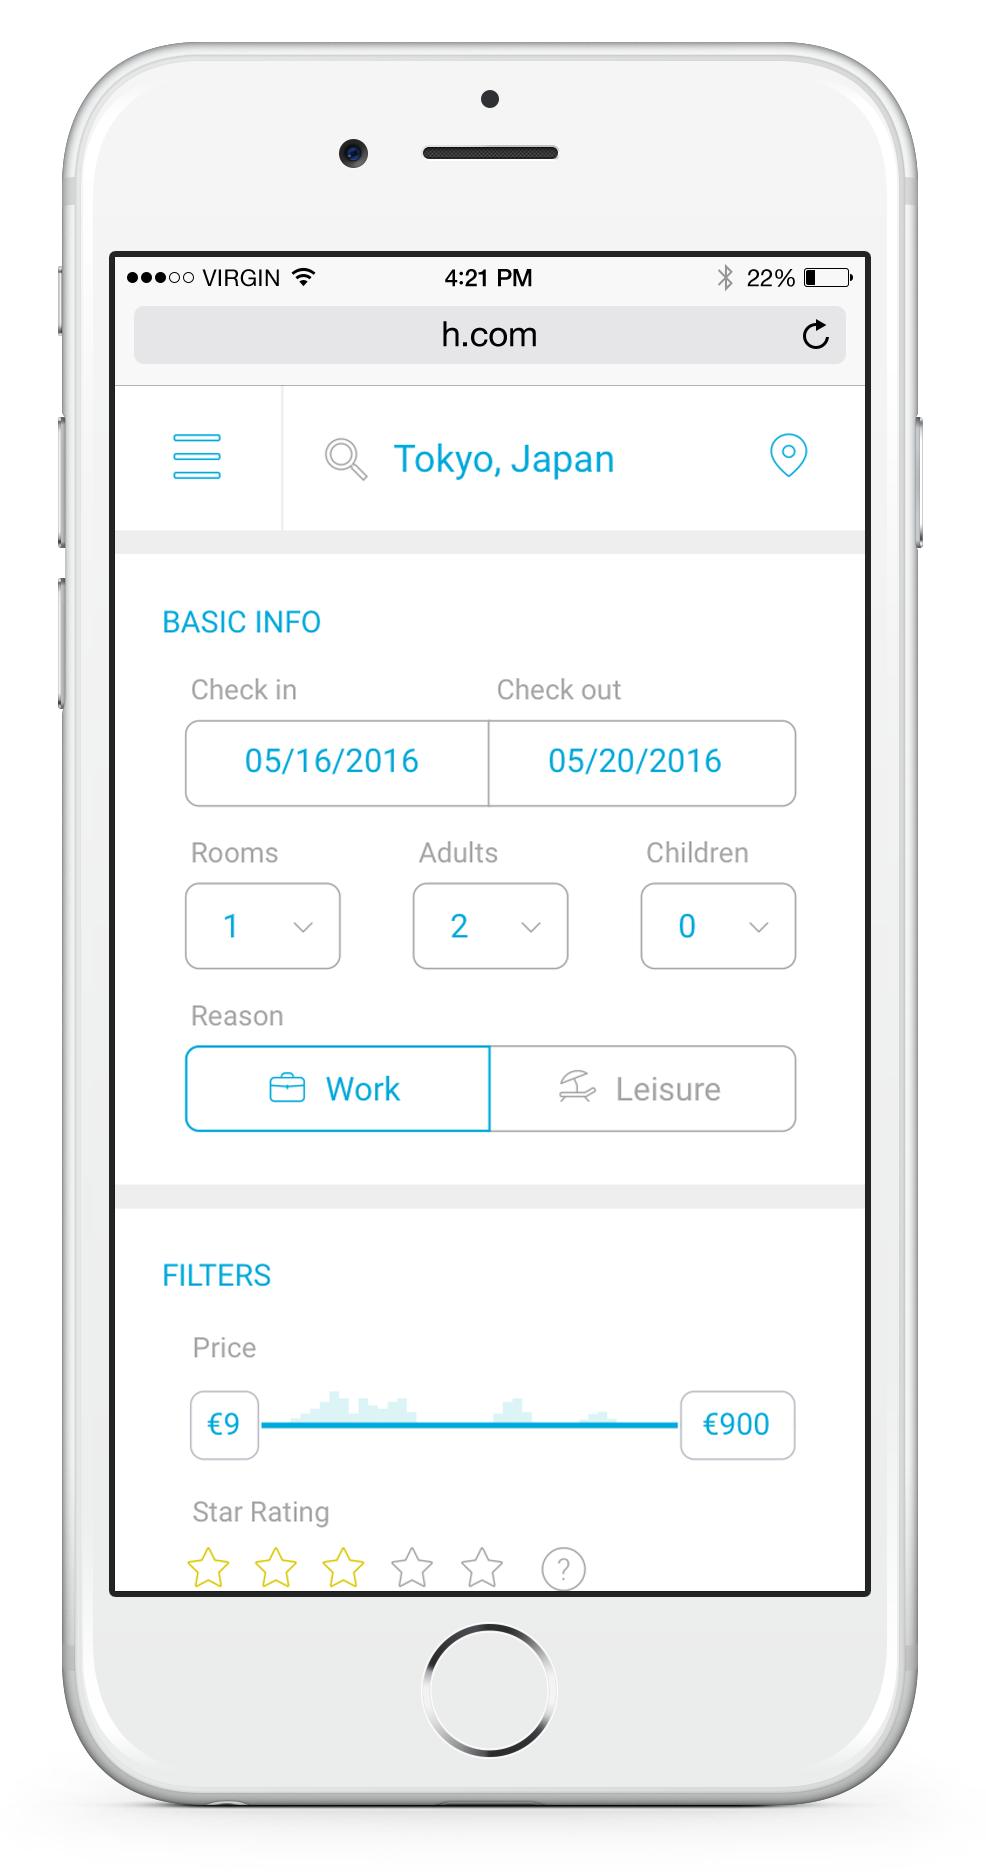 VIRGIN 4:21 PM 22%
h.com
Tokyo, Japan
BASIC INFO
Check in Check out
05/16/2016 05/20/2016
Rooms Adults Children
1 2 0
Reason
Work Leisure
FILTERS
Price
€9 €900
Star Rating
?